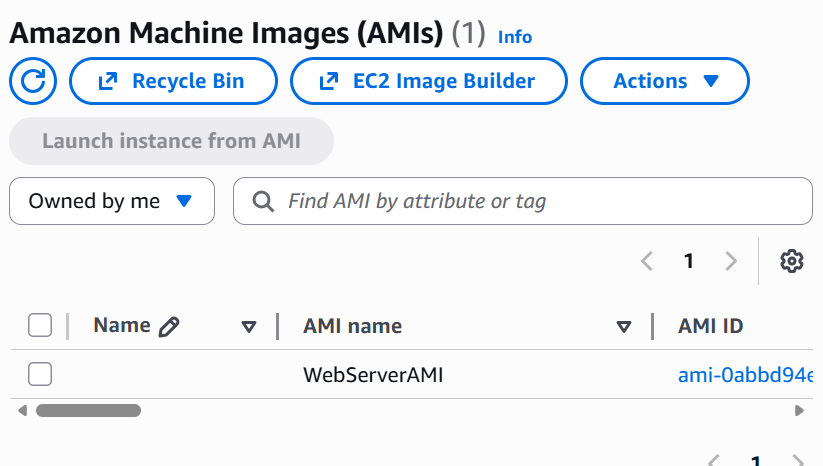 Amazon Machine Images (AMIs) (1) Info
Recycle Bin EC2 Image Builder Actions
Launch instance from AMI
Owned by me Find AMI by attribute or tag
1
Name AMI name AMI ID
WebServerAMI ami-0abbd94e
1